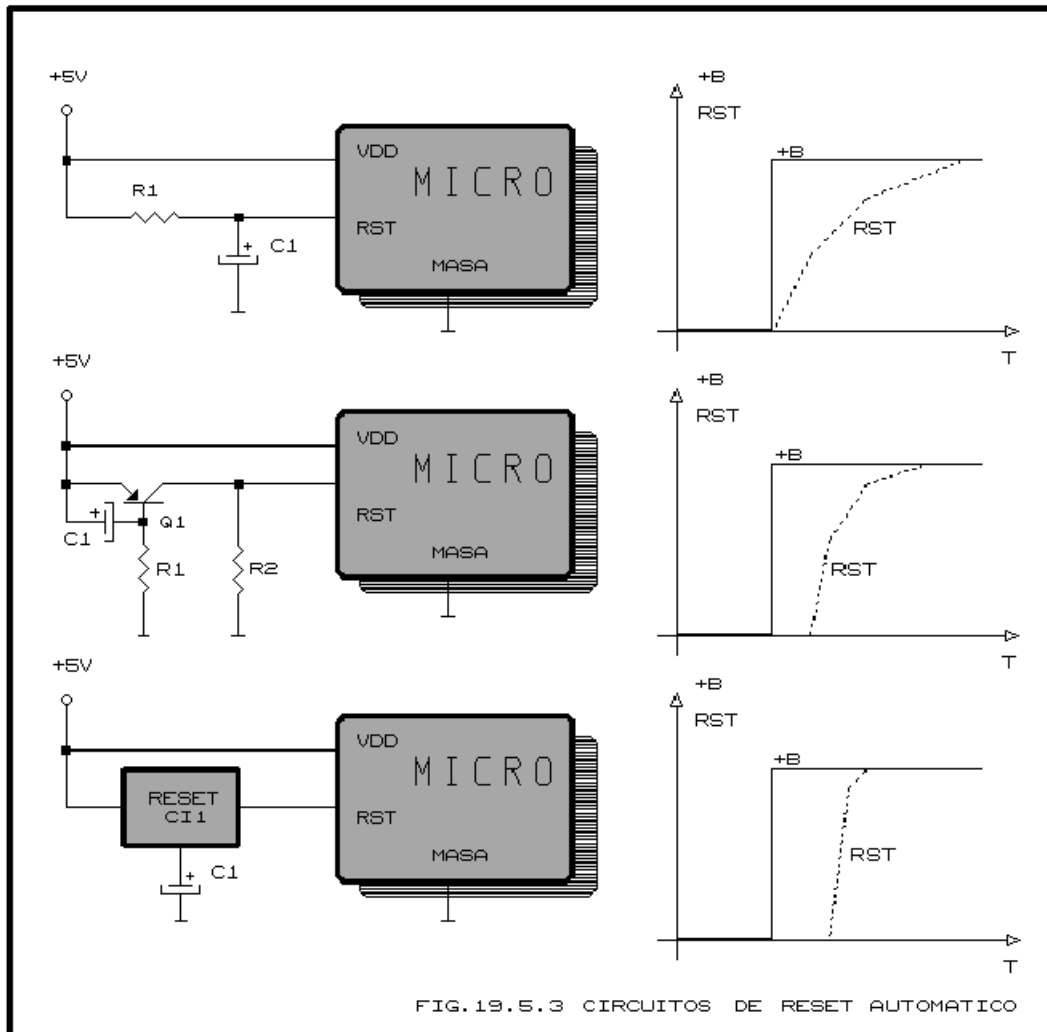 +5V
VDD
MICRO
R1
RST
C1
+
MASA
+B
RST
+B
RST
T
+5V
VDD
MICRO
RST
+
C1
Q1
R1
R2
MASA
+B
RST
+B
RST
T
+5V
VDD
MICRO
RESET
CI1
RST
+
C1
MASA
+B
RST
+B
RST
T
FIG.19.5.3 CIRCUITOS DE RESET AUTOMATICO